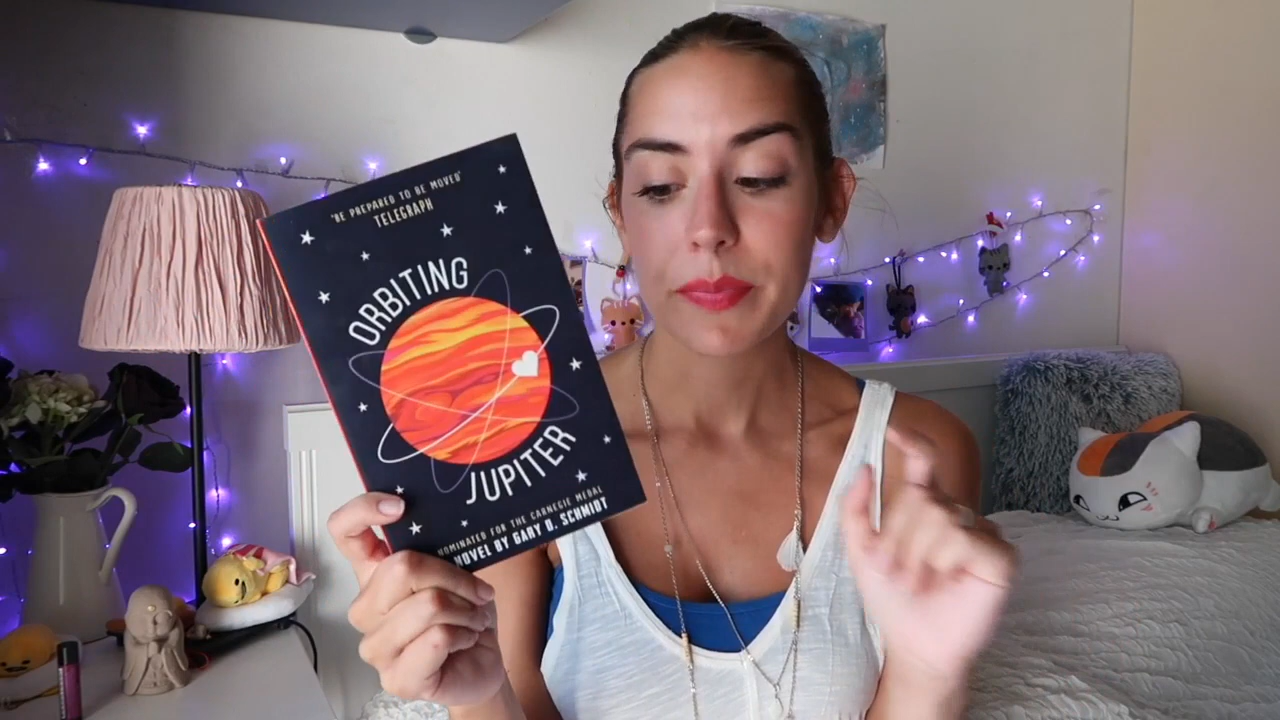 'BE PREPARED TO BE MOVED'
TELEGRAPH
ORBITING
JUPITER
NOMINATED FOR THE CARNEGIE MEDAL
NOVEL BY GARY D. SCHMIDT